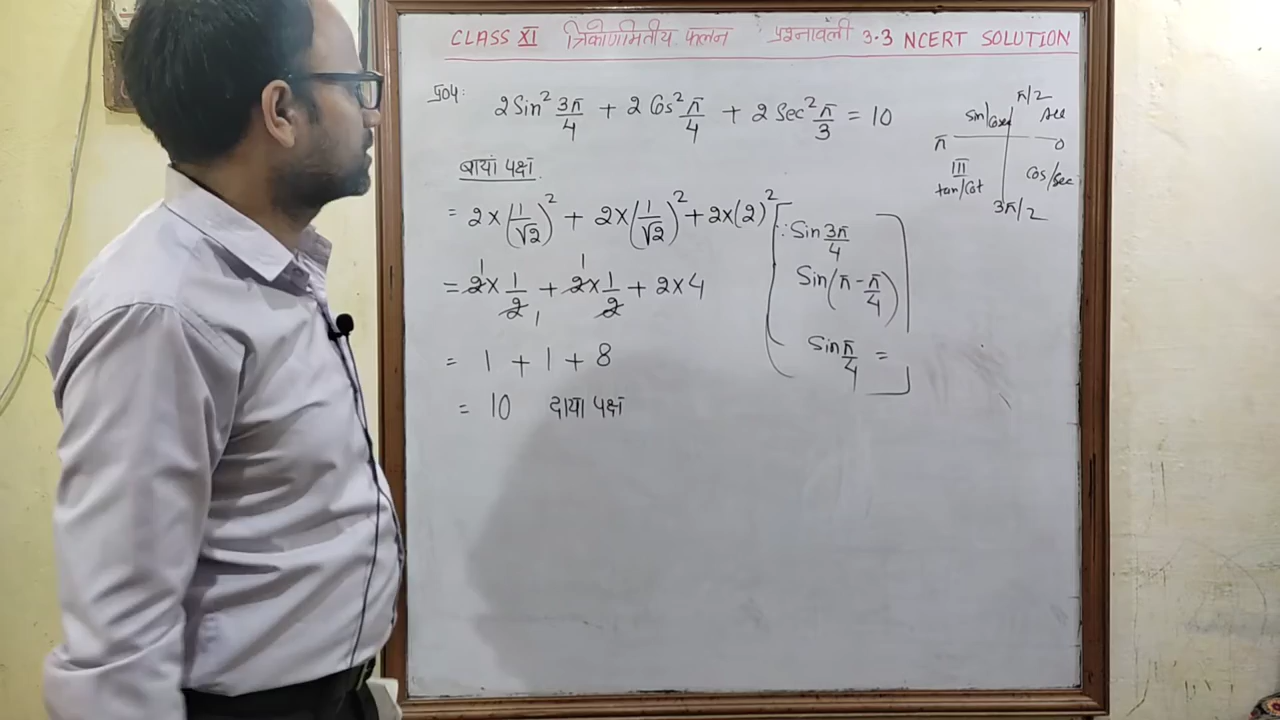 CLASS XI त्रिकोणमितीय फलन प्रश्नावली 3.3 NCERT SOLUTION
प्र04: 2 Sin² 3π/4 + 2 Cos² π/4 + 2 Sec² π/3 = 10
बायां पक्ष
= 2 × (1/√2)² + 2 × (1/√2)² + 2 × (2)²
= 2 × 1/2 + 2 × 1/2 + 2 × 4
= 1 + 1 + 8
= 10 दाया पक्ष
∵ Sin 3π/4
Sin(π - π/4)
Sin π/4 =
π/2
sin/Cosec All
π 0
III Cos/Sec
tan/Cot
3π/2